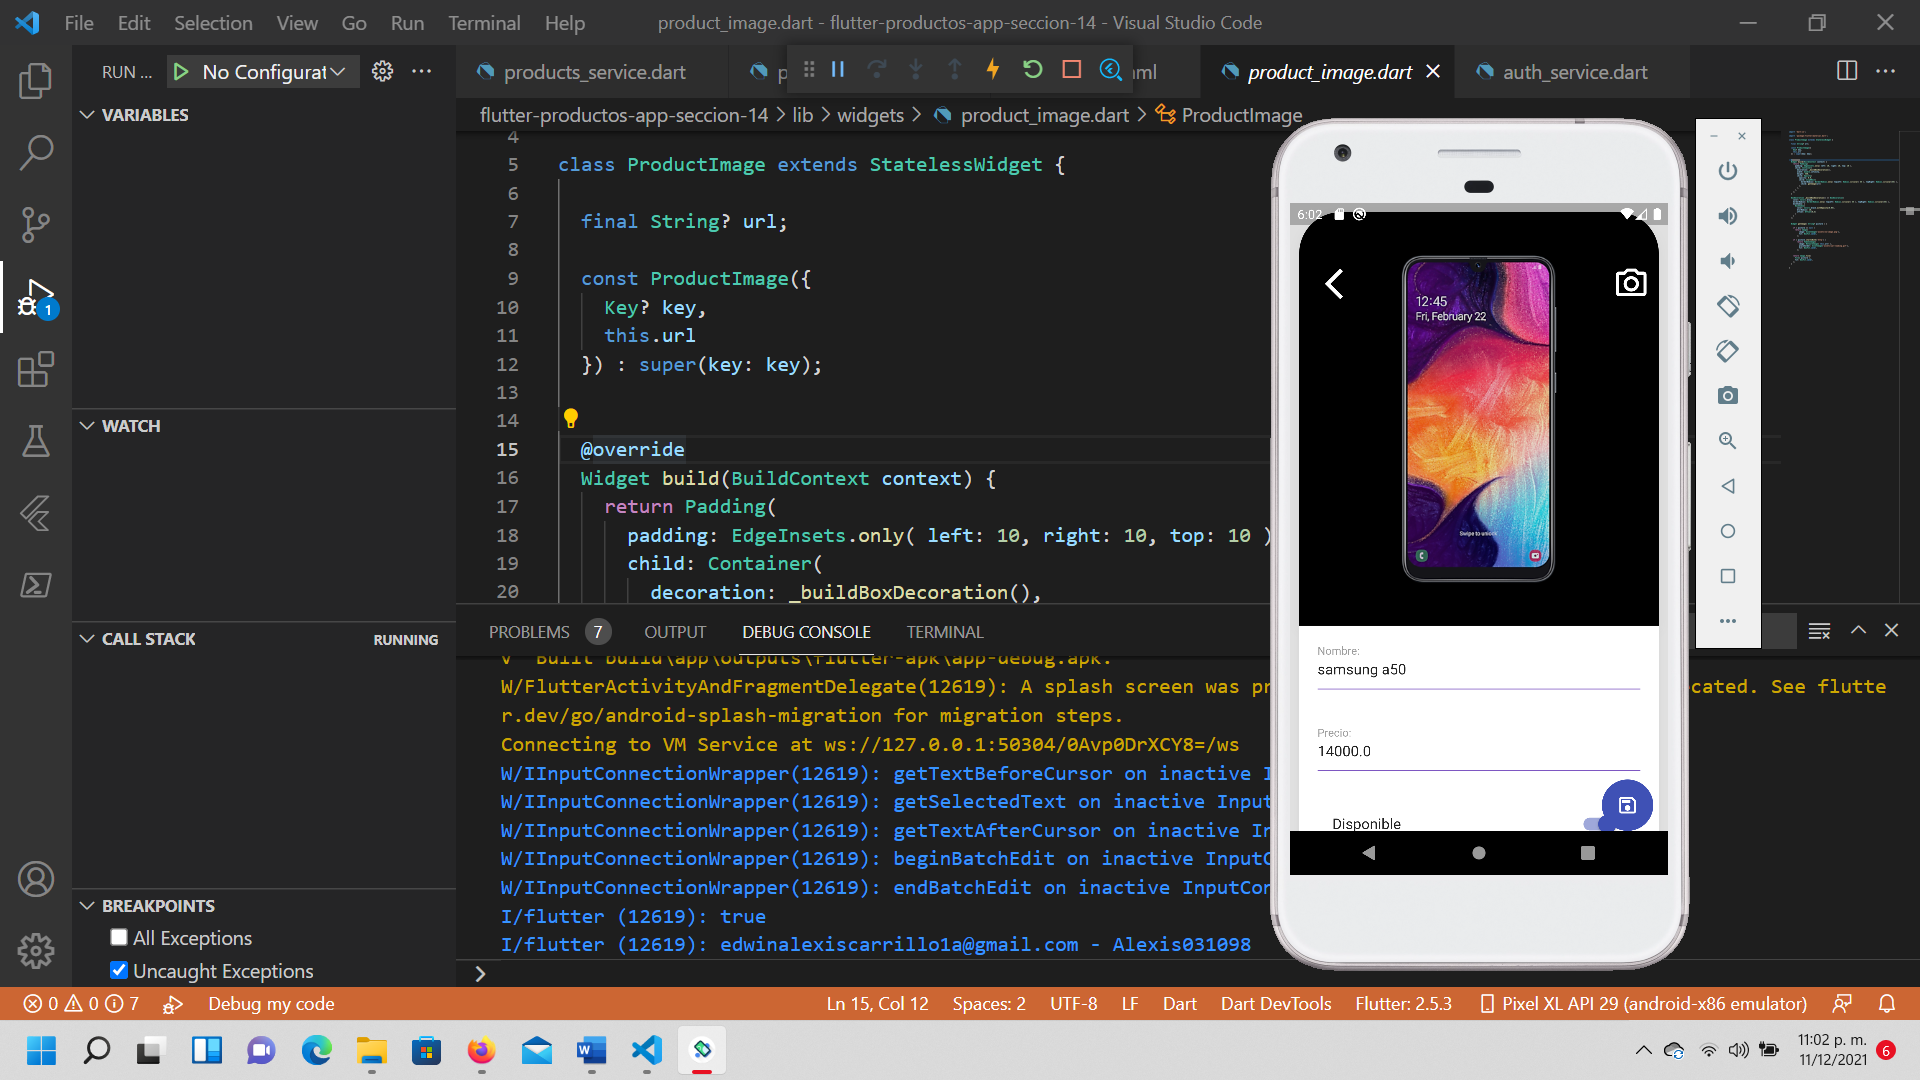 File Edit Selection View Go Run Terminal Help
product_image.dart - flutter-productos-app-seccion-14 - Visual Studio Code
RUN ...
No Configurat
products_service.dart
product_image.dart
auth_service.dart
flutter-productos-app-seccion-14 > lib > widgets > product_image.dart > ProductImage
VARIABLES
WATCH
CALL STACK
RUNNING
BREAKPOINTS
All Exceptions
Uncaught Exceptions
1
4
5 class ProductImage extends StatelessWidget {
6
7 final String? url;
8
9 const ProductImage({
10 Key? key,
11 this.url
12 }) : super(key: key);
13
14
15 @override
16 Widget build(BuildContext context) {
17 return Padding(
18 padding: EdgeInsets.only( left: 10, right: 10, top: 10 )
19 child: Container(
20 decoration: _buildBoxDecoration(),
PROBLEMS 7 OUTPUT DEBUG CONSOLE TERMINAL
√ Built build\app\outputs\flutter-apk\app-debug.apk.
W/FlutterActivityAndFragmentDelegate(12619): A splash screen was pr
cated. See flutte
r.dev/go/android-splash-migration for migration steps.
Connecting to VM Service at ws://127.0.0.1:50304/0Avp0DrXCY8=/ws
W/IInputConnectionWrapper(12619): getTextBeforeCursor on inactive I
W/IInputConnectionWrapper(12619): getSelectedText on inactive Input
W/IInputConnectionWrapper(12619): getTextAfterCursor on inactive In
W/IInputConnectionWrapper(12619): beginBatchEdit on inactive InputC
W/IInputConnectionWrapper(12619): endBatchEdit on inactive InputCon
I/flutter (12619): true
I/flutter (12619): edwinalexiscarrillo1a@gmail.com - Alexis031098
6:02
12:45
Fri, February 22
Swipe to unlock
Nombre:
samsung a50
Precio:
14000.0
Disponible
0 0 7 Debug my code
Ln 15, Col 12 Spaces: 2 UTF-8 LF Dart Dart DevTools Flutter: 2.5.3 Pixel XL API 29 (android-x86 emulator)
11:02 p. m.
11/12/2021
6